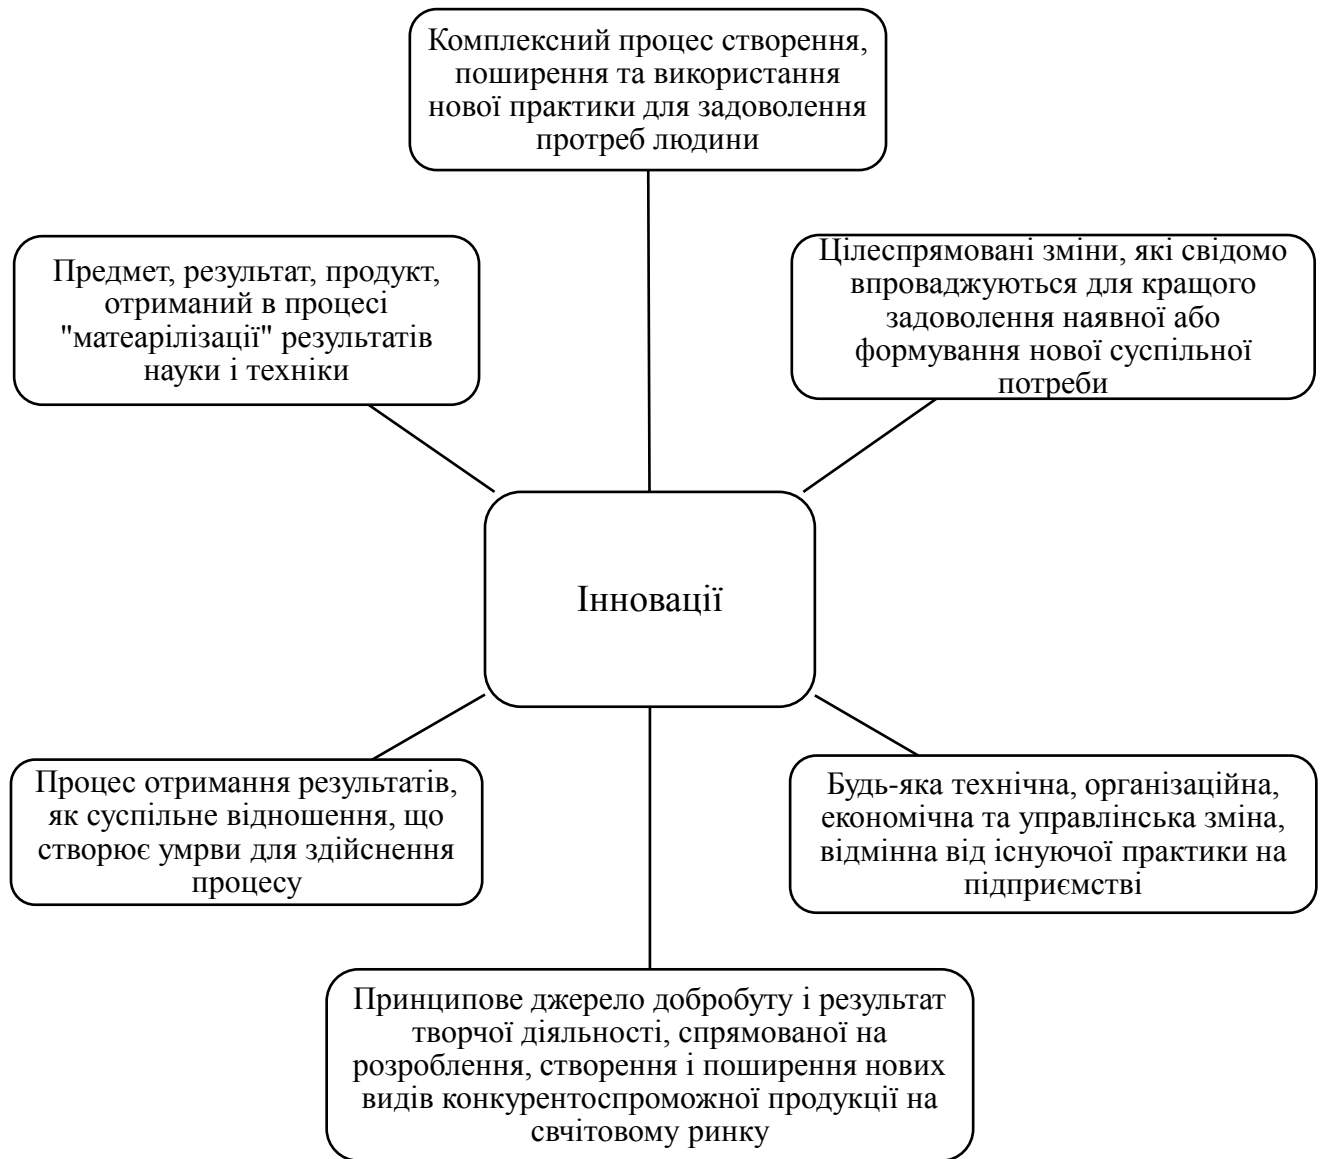 Комплексний процес створення,
поширення та використання
нової практики для задоволення
протреб людини
Предмет, результат, продукт,
отриманий в процесі
"матеарілізації" результатів
науки і техніки
Цілеспрямовані зміни, які свідомо
впроваджуються для кращого
задоволення наявної або
формування нової суспільної
потреби
Інновації
Процес отримання результатів,
як суспільне відношення, що
створює умрви для здійснення
процесу
Будь-яка технічна, організаційна,
економічна та управлінська зміна,
відмінна від існуючої практики на
підприємстві
Принципове джерело добробуту і результат
творчої діяльності, спрямованої на
розроблення, створення і поширення нових
видів конкурентоспроможної продукції на
свчітовому ринку